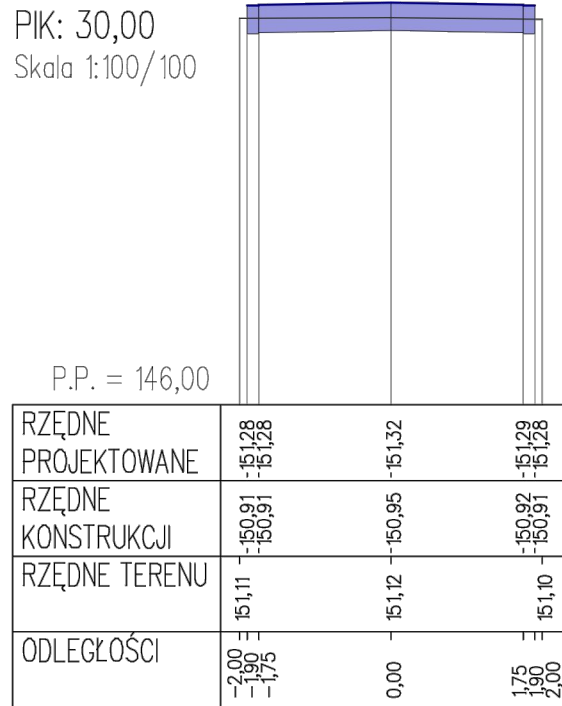 PIK: 30,00
Skala 1:100/100
P.P. = 146,00
RZĘDNE
PROJEKTOWANE
-151,28
-151,28
-151,32
-151,29
-151,28
RZĘDNE
KONSTRUKCJI
-150,91
-150,91
-150,95
-150,92
-150,91
RZĘDNE TERENU
151,11
151,12
151,10
ODLEGŁOŚCI
-2,00
-1,90
-1,75
0,00
1,75
1,90
2,00